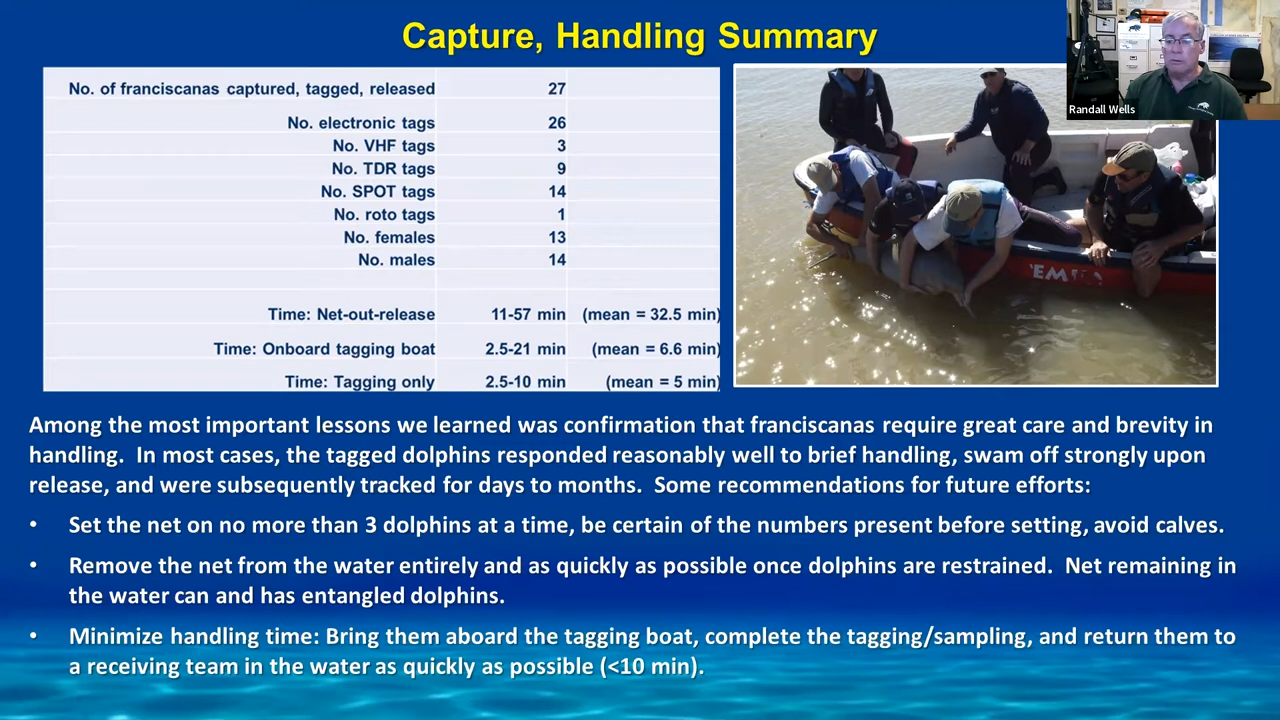 Capture, Handling Summary
Randall Wells
No. of franciscanas captured, tagged, released 27
No. electronic tags 26
No. VHF tags 3
No. TDR tags 9
No. SPOT tags 14
No. roto tags 1
No. females 13
No. males 14
Time: Net-out-release 11-57 min (mean = 32.5 min)
Time: Onboard tagging boat 2.5-21 min (mean = 6.6 min)
Time: Tagging only 2.5-10 min (mean = 5 min)
Among the most important lessons we learned was confirmation that franciscanas require great care and brevity in
handling. In most cases, the tagged dolphins responded reasonably well to brief handling, swam off strongly upon
release, and were subsequently tracked for days to months. Some recommendations for future efforts:
• Set the net on no more than 3 dolphins at a time, be certain of the numbers present before setting, avoid calves.
• Remove the net from the water entirely and as quickly as possible once dolphins are restrained. Net remaining in
the water can and has entangled dolphins.
• Minimize handling time: Bring them aboard the tagging boat, complete the tagging/sampling, and return them to
a receiving team in the water as quickly as possible (<10 min).